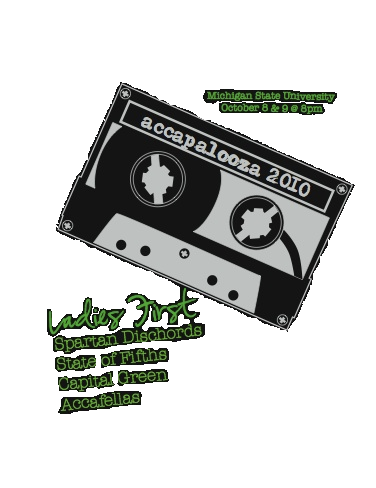 Michigan State University
October 8 & 9 @ 8pm
accapalooza 2010
Ladies First
Spartan Dischords
State of Fifths
Capital Green
Accafellas